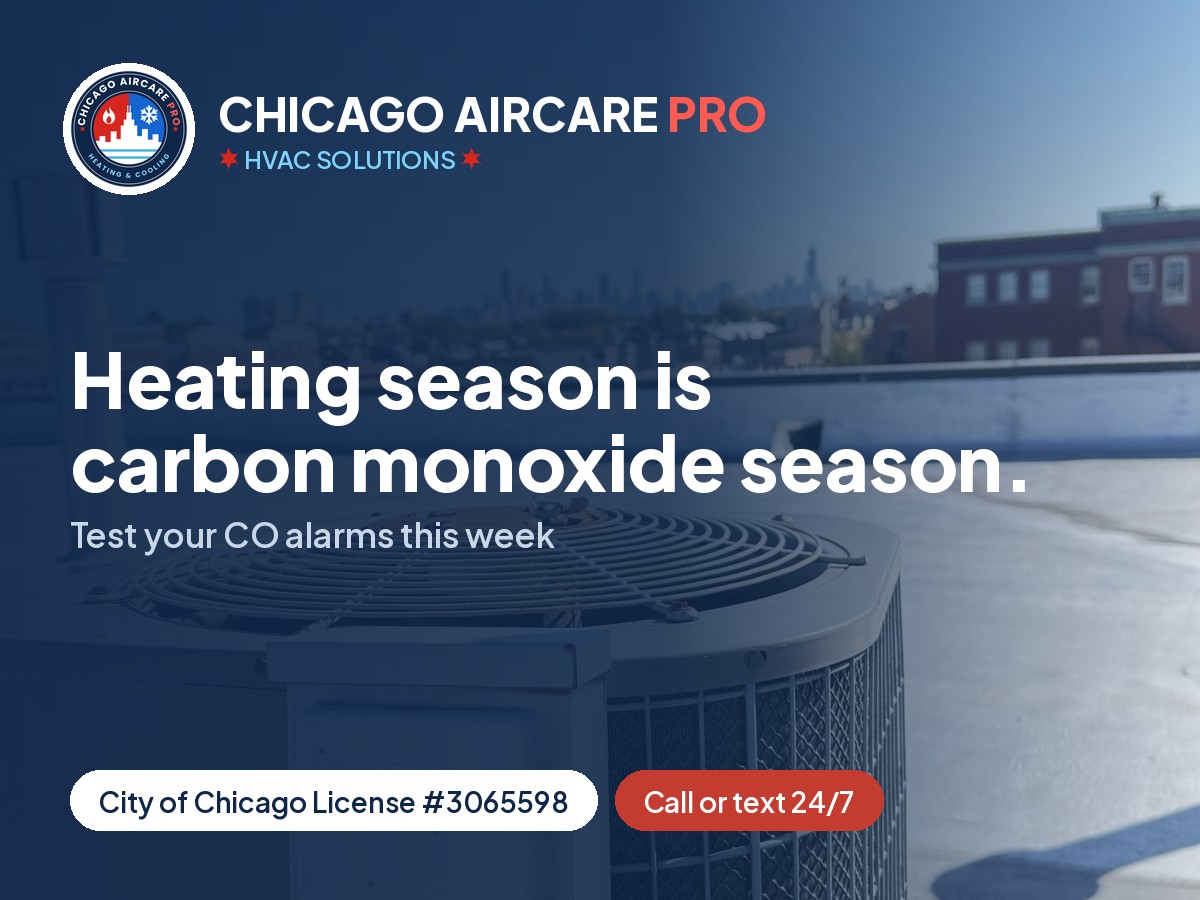 CHICAGO AIRCARE PRO
HEATING & COOLING
CHICAGO AIRCARE PRO
HVAC SOLUTIONS
Heating season is
carbon monoxide season.
Test your CO alarms this week
City of Chicago License #3065598
Call or text 24/7